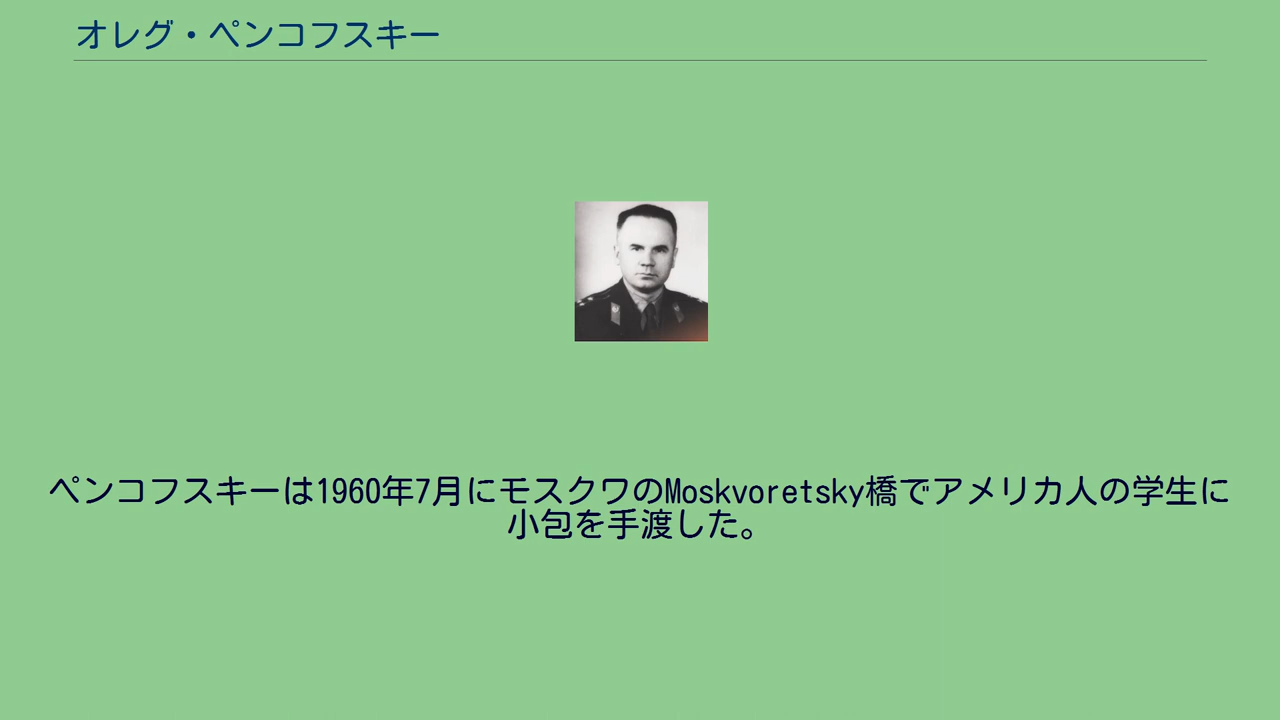 オレグ・ペンコフスキー
ペンコフスキーは1960年7月にモスクワのMoskvoretsky橋でアメリカ人の学生に
小包を手渡した。